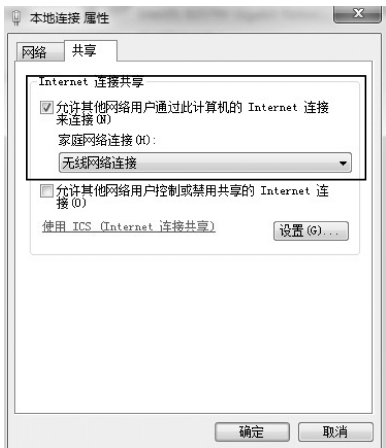 本地连接 属性
网络
共享
Internet 连接共享
允许其他网络用户通过此计算机的 Internet 连接
来连接(N)
家庭网络连接(H):
无线网络连接
允许其他网络用户控制或禁用共享的 Internet 连
接(O)
使用 ICS (Internet 连接共享)
设置(G)...
确定
取消